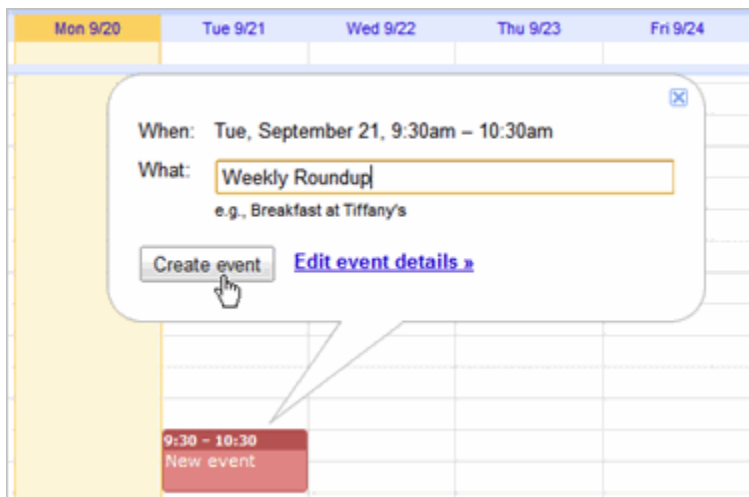 Mon 9/20 Tue 9/21 Wed 9/22 Thu 9/23 Fri 9/24
When: Tue, September 21, 9:30am – 10:30am
What: Weekly Roundup
e.g., Breakfast at Tiffany's
Create event Edit event details »
9:30 – 10:30
New event